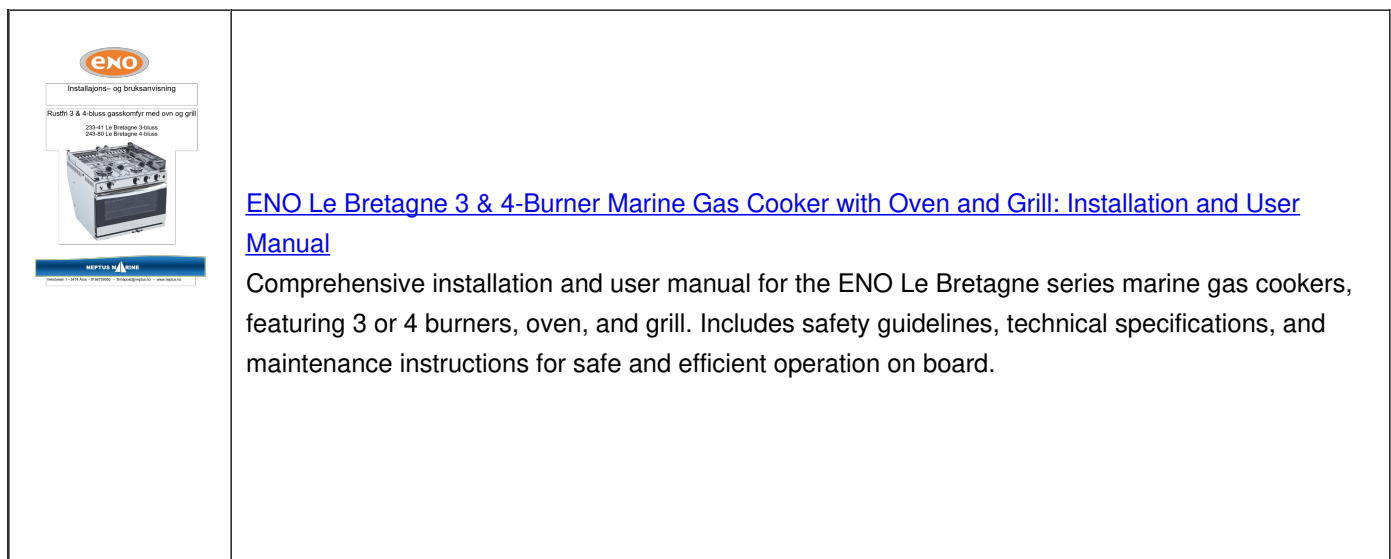 eno
Installajons– og bruksanvisning
Rustfri 3 & 4-bluss gasskomfyr med ovn og grill
233-41 Le Bretagne 3-bluss
243-80 Le Bretagne 4-bluss
NEPTUS MARINE
ENO Le Bretagne 3 & 4-Burner Marine Gas Cooker with Oven and Grill: Installation and User
Manual
Comprehensive installation and user manual for the ENO Le Bretagne series marine gas cookers,
featuring 3 or 4 burners, oven, and grill. Includes safety guidelines, technical specifications, and
maintenance instructions for safe and efficient operation on board.